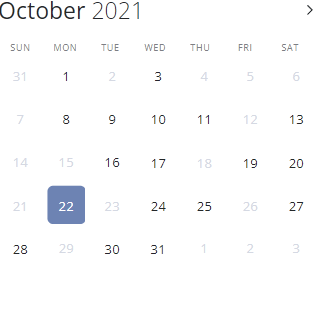 October 2021
SUN MON TUE WED THU FRI SAT
31 1 2 3 4 5 6
7 8 9 10 11 12 13
14 15 16 17 18 19 20
21 22 23 24 25 26 27
28 29 30 31 1 2 3